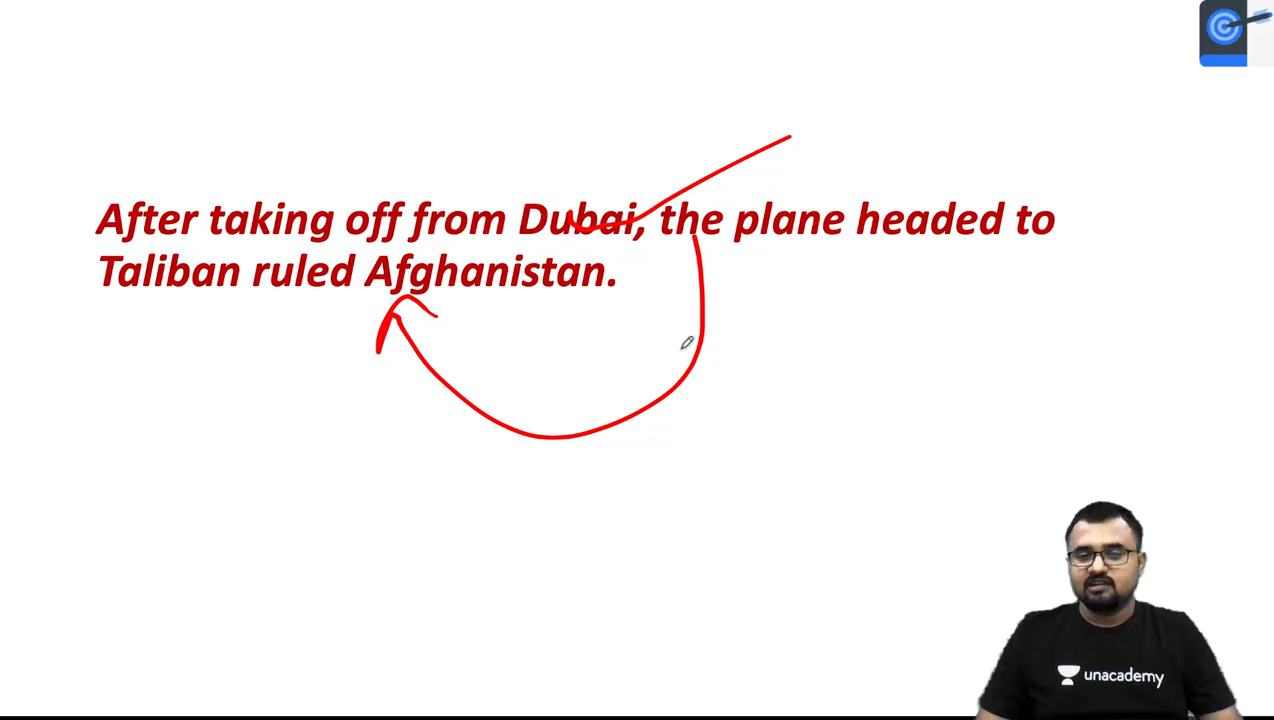 After taking off from Dubai, the plane headed to
Taliban ruled Afghanistan.
unacademy